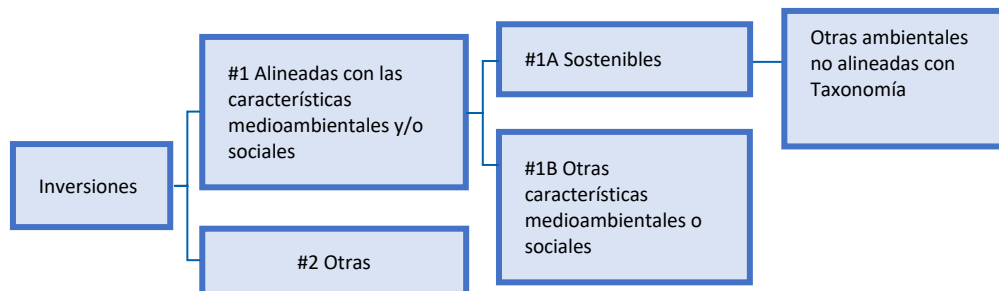 Inversiones
#1 Alineadas con las
características
medioambientales y/o
sociales
#2 Otras
#1A Sostenibles
#1B Otras
características
medioambientales o
sociales
Otras ambientales
no alineadas con
Taxonomía